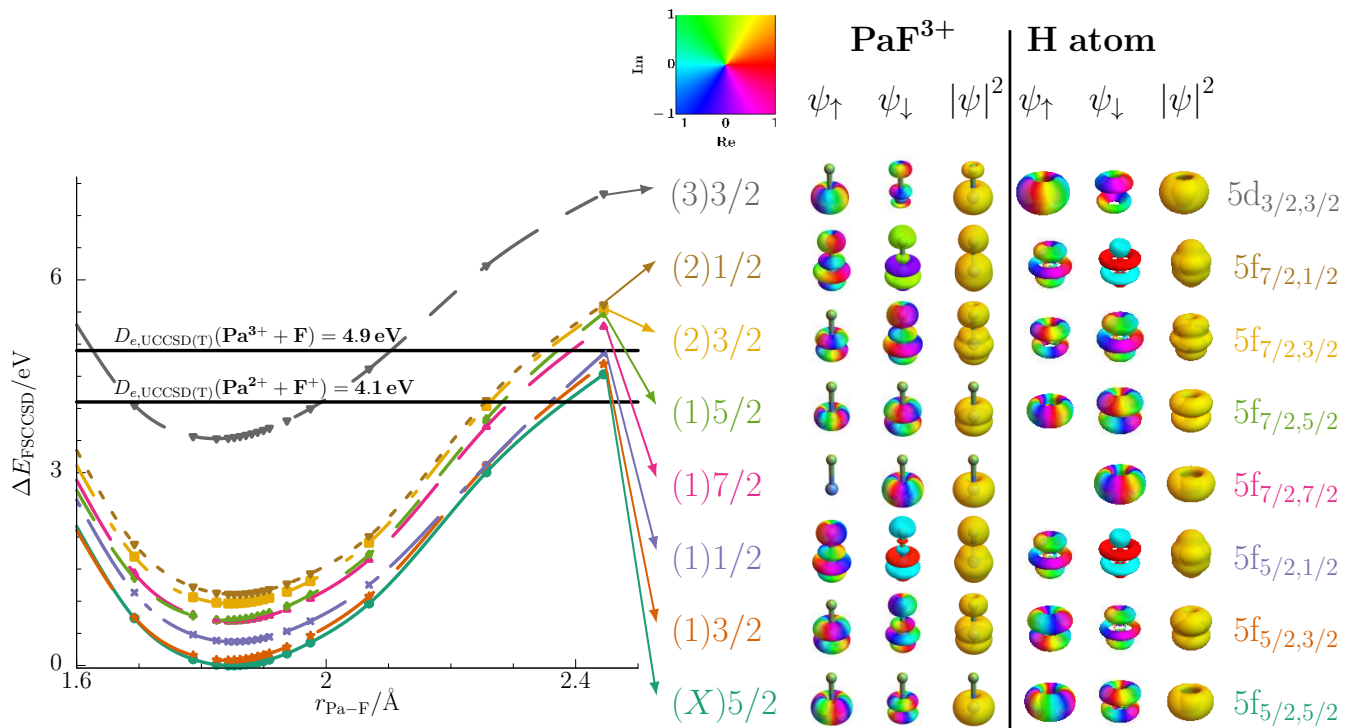 PaF³⁺ H atom
1
0
−1
Im
1 0 1
Re
ψ↑ ψ↓ |ψ|² ψ↑ ψ↓ |ψ|²
(3)3/2 5d₃/₂,₃/₂
(2)1/2 5f₇/₂,₁/₂
(2)3/2 5f₇/₂,₃/₂
(1)5/2 5f₇/₂,₅/₂
(1)7/2 5f₇/₂,₇/₂
(1)1/2 5f₅/₂,₁/₂
(1)3/2 5f₅/₂,₃/₂
(X)5/2 5f₅/₂,₅/₂
ΔE_FSCCSD/eV
6
3
0
D_e,UCCSD(T)(Pa³⁺ + F) = 4.9 eV
D_e,UCCSD(T)(Pa²⁺ + F⁺) = 4.1 eV
1.6 2 2.4
r_Pa−F/Å